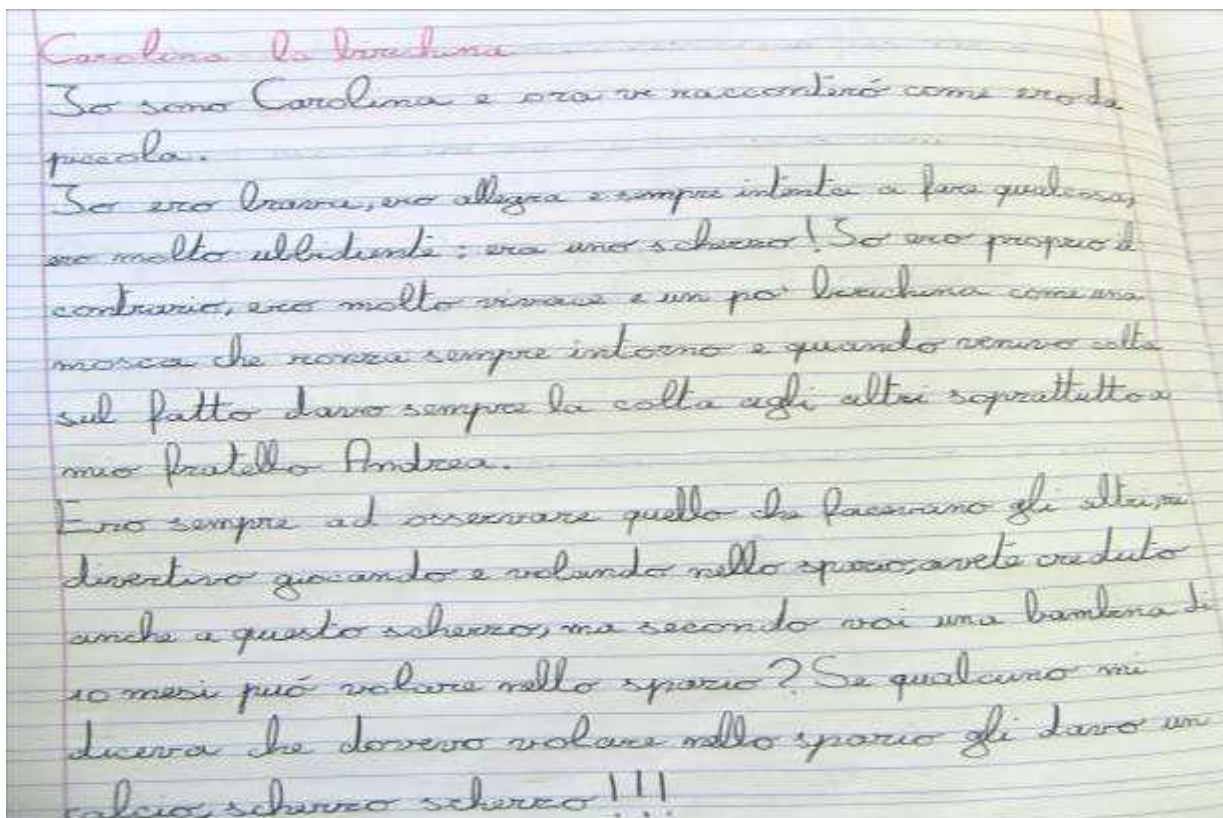 Carolina la birichina
Io sono Carolina e ora vi racconteró come ero da
piccola.
Io ero brava, ero allegra e sempre intenta a fare qualcosa,
ero molto ubbidiente : era uno scherzo! Io ero proprio il
contrario, ero molto vivace e un po' birichina come una
mosca che ronza sempre intorno e quando venivo colta
sul fatto davo sempre la colta agli altri soprattutto a
mio fratello Andrea.
Ero sempre ad osservare quello che facevano gli altri, mi
divertivo giocando e volando nello spazio, avete creduto
anche a questo scherzo, ma secondo voi una bambina di
10 mesi puó volare nello spazio? Se qualcuno mi
diceva che dovevo volare nello spazio gli davo un
calcio, scherzo scherzo!!!